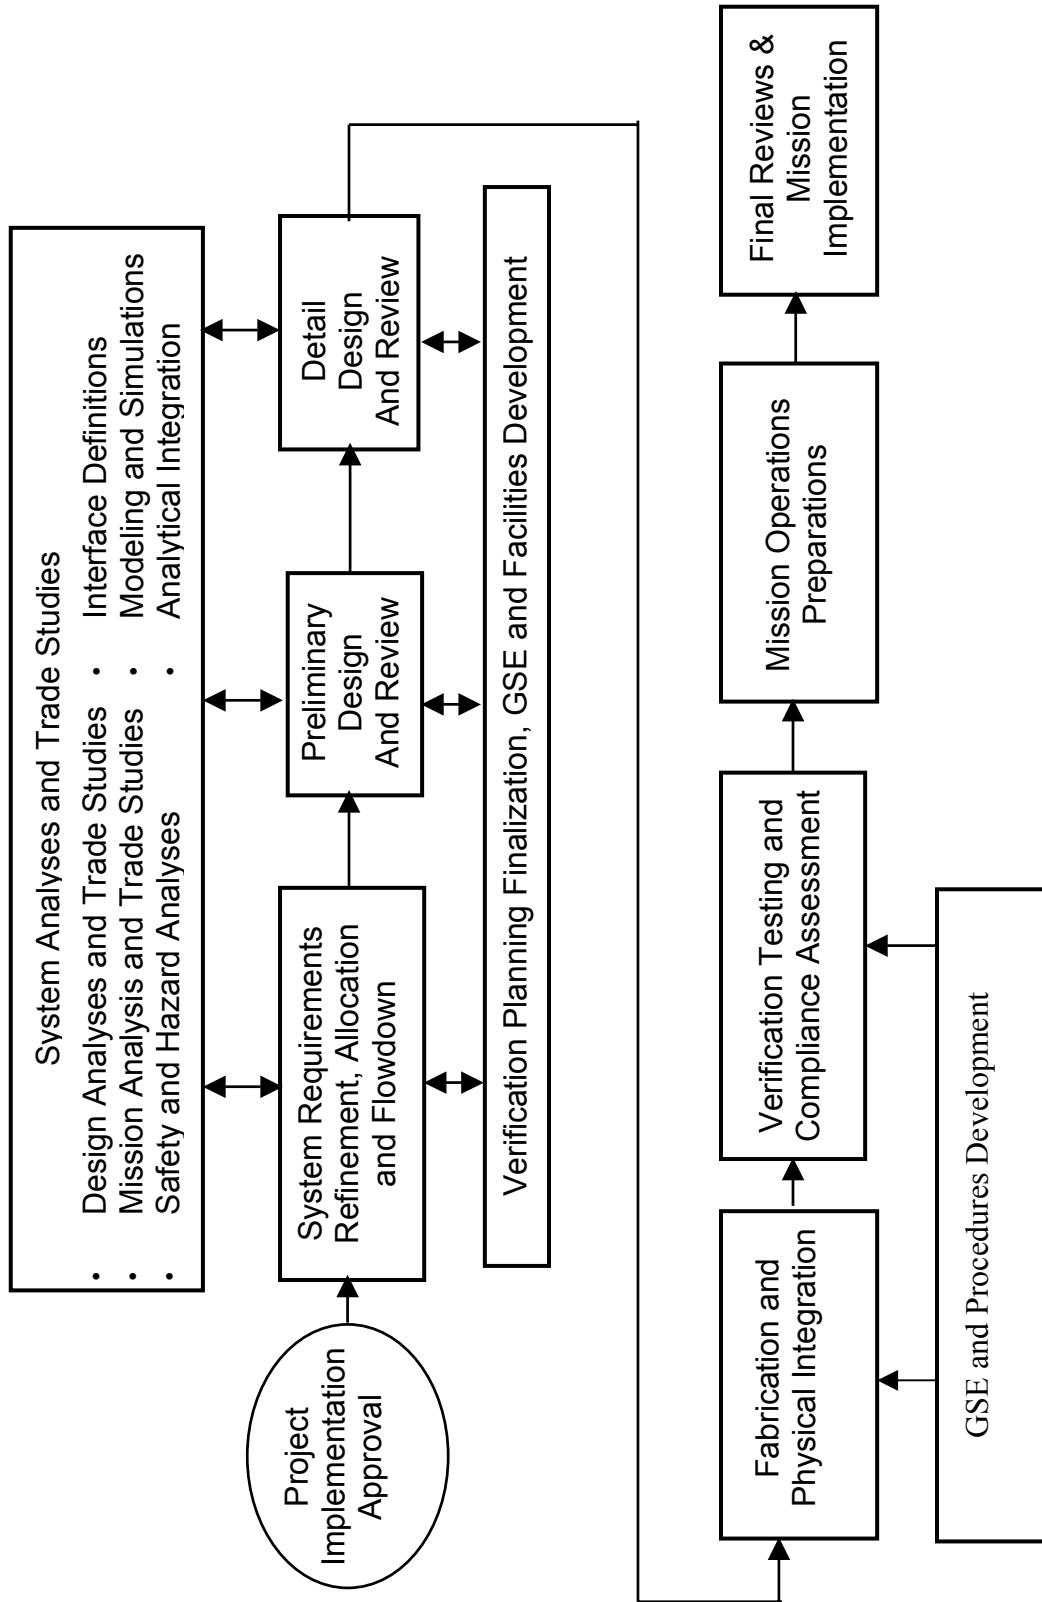 System Analyses and Trade Studies
• Design Analyses and Trade Studies • Interface Definitions
• Mission Analysis and Trade Studies • Modeling and Simulations
• Safety and Hazard Analyses • Analytical Integration
Project
Implementation
Approval
System Requirements
Refinement, Allocation
and Flowdown
Preliminary
Design
And Review
Detail
Design
And Review
Verification Planning Finalization, GSE and Facilities Development
Fabrication and
Physical Integration
Verification Testing and
Compliance Assessment
Mission Operations
Preparations
Final Reviews &
Mission
Implementation
GSE and Procedures Development